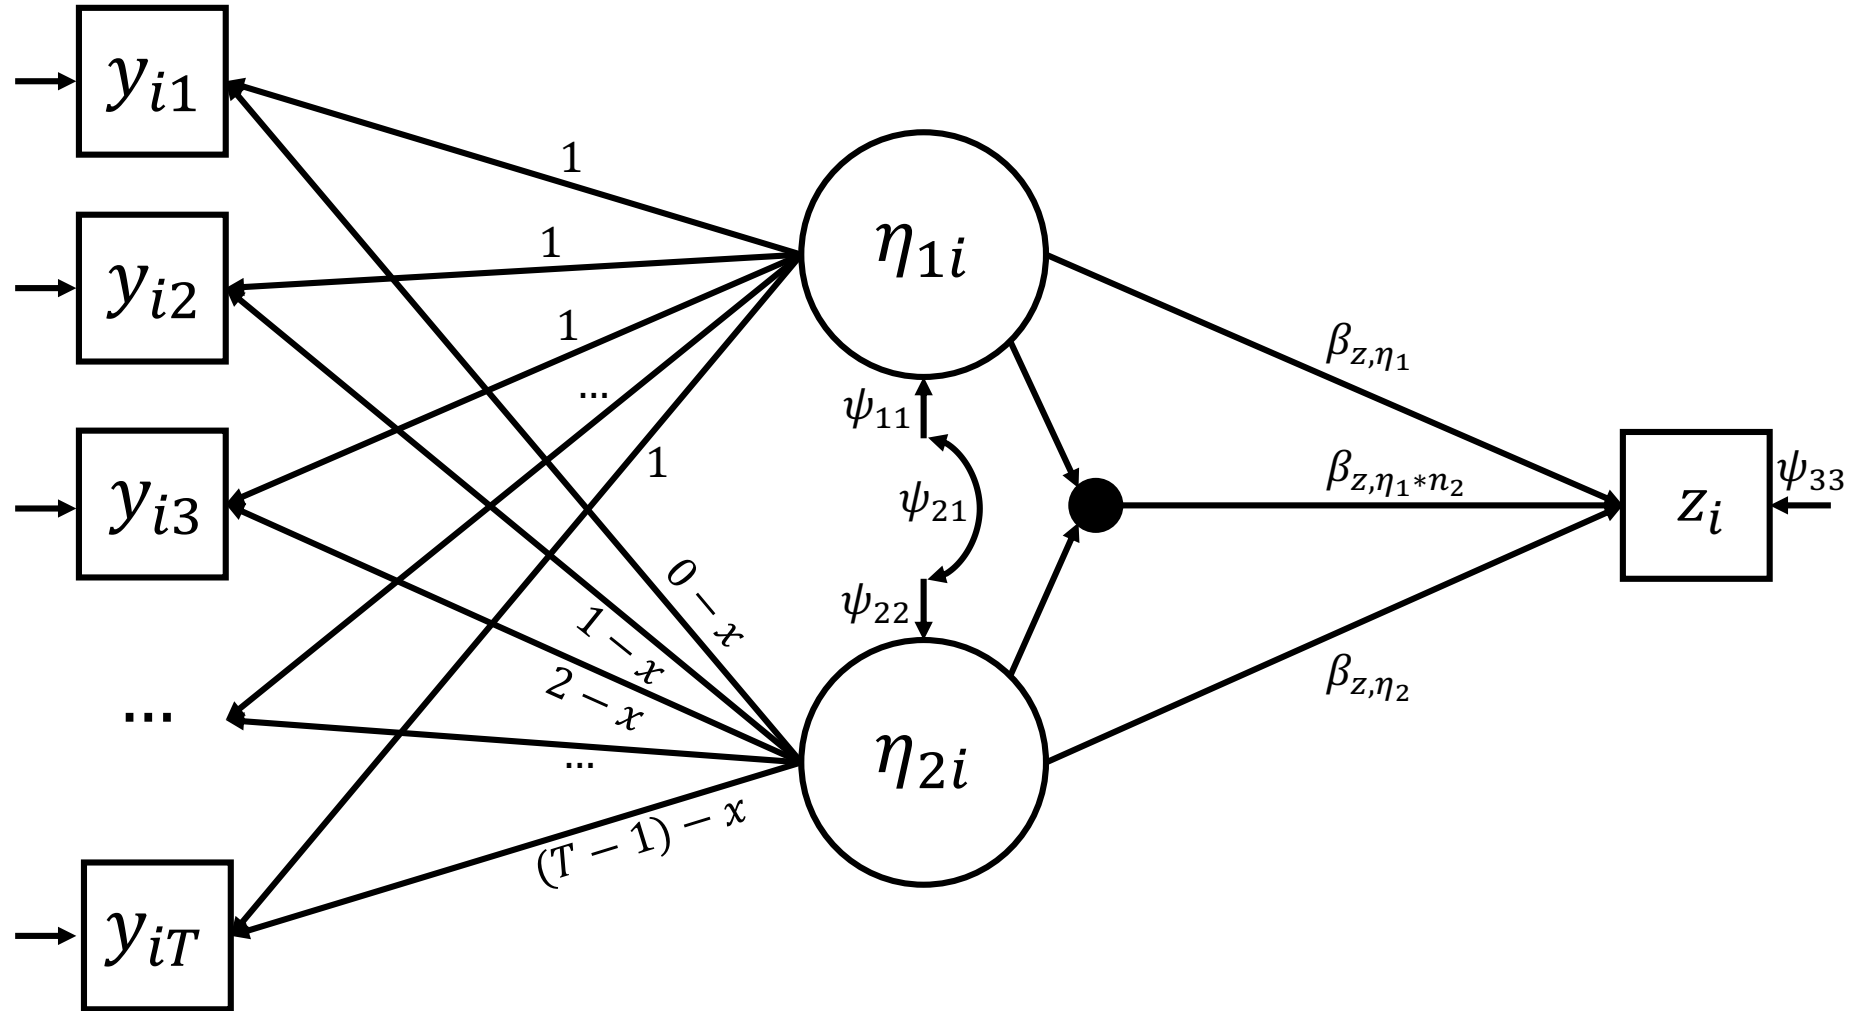 y_{i1}
y_{i2}
y_{i3}
...
y_{iT}
1
1
1
...
1
0 − x
1 − x
2 − x
...
(T − 1) − x
η_{1i}
ψ_{11}
ψ_{21}
ψ_{22}
η_{2i}
β_{z,η_1}
β_{z,η_1*n_2}
β_{z,η_2}
z_i
ψ_{33}